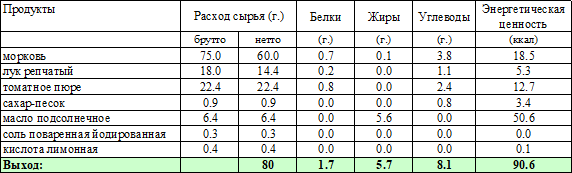 Продукты Расход сырья (г.) Белки Жиры Углеводы Энергетическая ценность
брутто нетто (г.) (г.) (г.) (ккал)
морковь 75.0 60.0 0.7 0.1 3.8 18.5
лук репчатый 18.0 14.4 0.2 0.0 1.1 5.3
томатное пюре 22.4 22.4 0.8 0.0 2.4 12.7
сахар-песок 0.9 0.9 0.0 0.0 0.8 3.4
масло подсолнечное 6.4 6.4 0.0 5.6 0.0 50.6
соль поваренная йодированная 0.3 0.3 0.0 0.0 0.0 0.0
кислота лимонная 0.4 0.4 0.0 0.0 0.0 0.1
Выход: 80 1.7 5.7 8.1 90.6